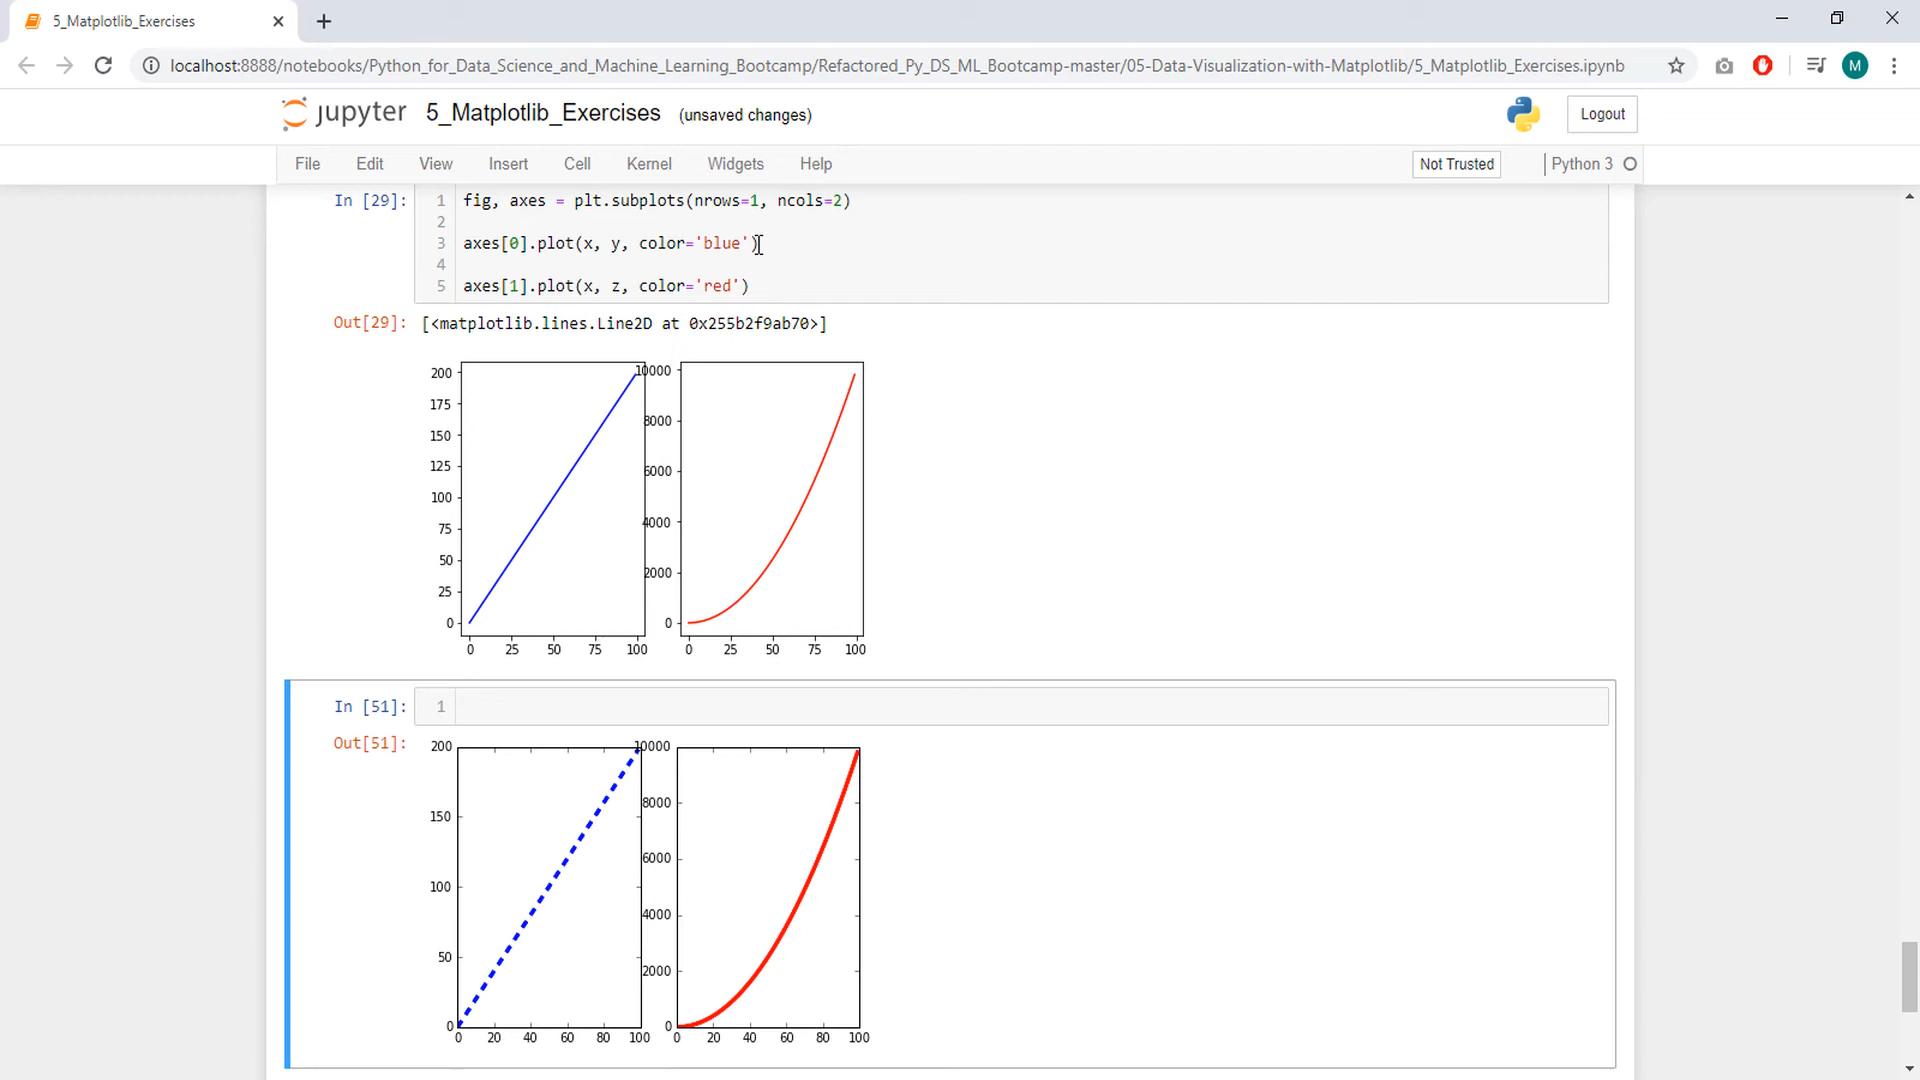 5_Matplotlib_Exercises
localhost:8888/notebooks/Python_for_Data_Science_and_Machine_Learning_Bootcamp/Refactored_Py_DS_ML_Bootcamp-master/05-Data-Visualization-with-Matplotlib/5_Matplotlib_Exercises.ipynb
M
jupyter 5_Matplotlib_Exercises (unsaved changes)
Logout
File Edit View Insert Cell Kernel Widgets Help
Not Trusted
Python 3
In [29]:
1 fig, axes = plt.subplots(nrows=1, ncols=2)
2
3 axes[0].plot(x, y, color='blue')
4
5 axes[1].plot(x, z, color='red')
Out[29]: [<matplotlib.lines.Line2D at 0x255b2f9ab70>]
200
175
150
125
100
75
50
25
0
0 25 50 75 100
10000
8000
6000
4000
2000
0
0 25 50 75 100
In [51]: 1
Out[51]:
200
150
100
50
0
0 20 40 60 80 100
10000
8000
6000
4000
2000
0
0 20 40 60 80 100